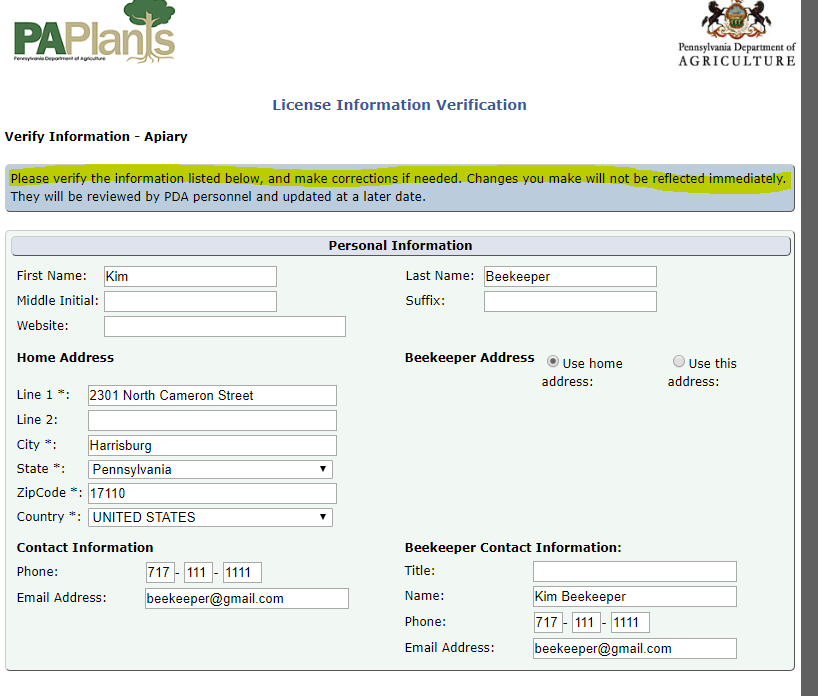 PAPlants
Pennsylvania Department of Agriculture
Pennsylvania Department of
AGRICULTURE
License Information Verification
Verify Information - Apiary
Please verify the information listed below, and make corrections if needed. Changes you make will not be reflected immediately.
They will be reviewed by PDA personnel and updated at a later date.
Personal Information
First Name: Kim Last Name: Beekeeper
Middle Initial: Suffix:
Website:
Home Address Beekeeper Address Use home address: Use this address:
Line 1 *: 2301 North Cameron Street
Line 2:
City *: Harrisburg
State *: Pennsylvania
ZipCode *: 17110
Country *: UNITED STATES
Contact Information Beekeeper Contact Information:
Phone: 717 - 111 - 1111 Title:
Email Address: beekeeper@gmail.com Name: Kim Beekeeper
Phone: 717 - 111 - 1111
Email Address: beekeeper@gmail.com